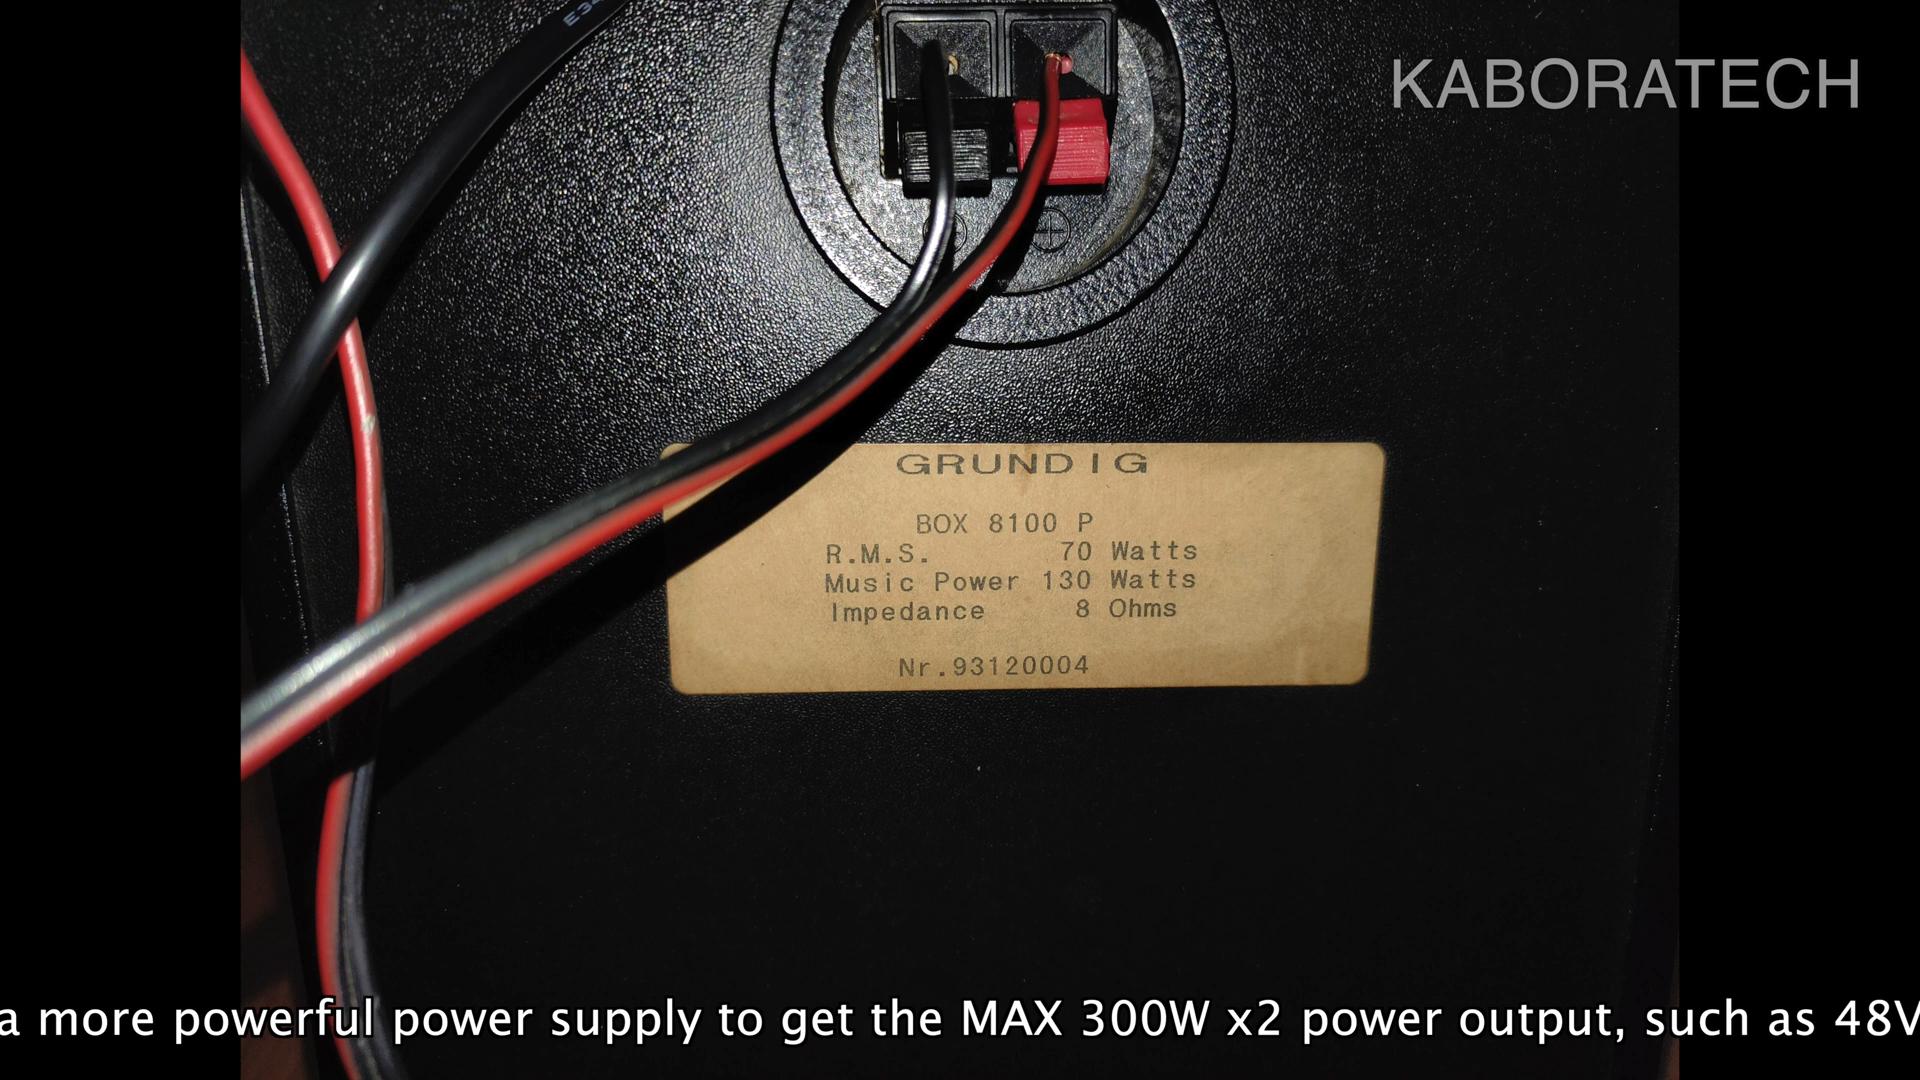 KABORATECH
GRUNDIG
BOX 8100 P
R.M.S. 70 Watts
Music Power 130 Watts
Impedance 8 Ohms
Nr.93120004
a more powerful power supply to get the MAX 300W x2 power output, such as 48V